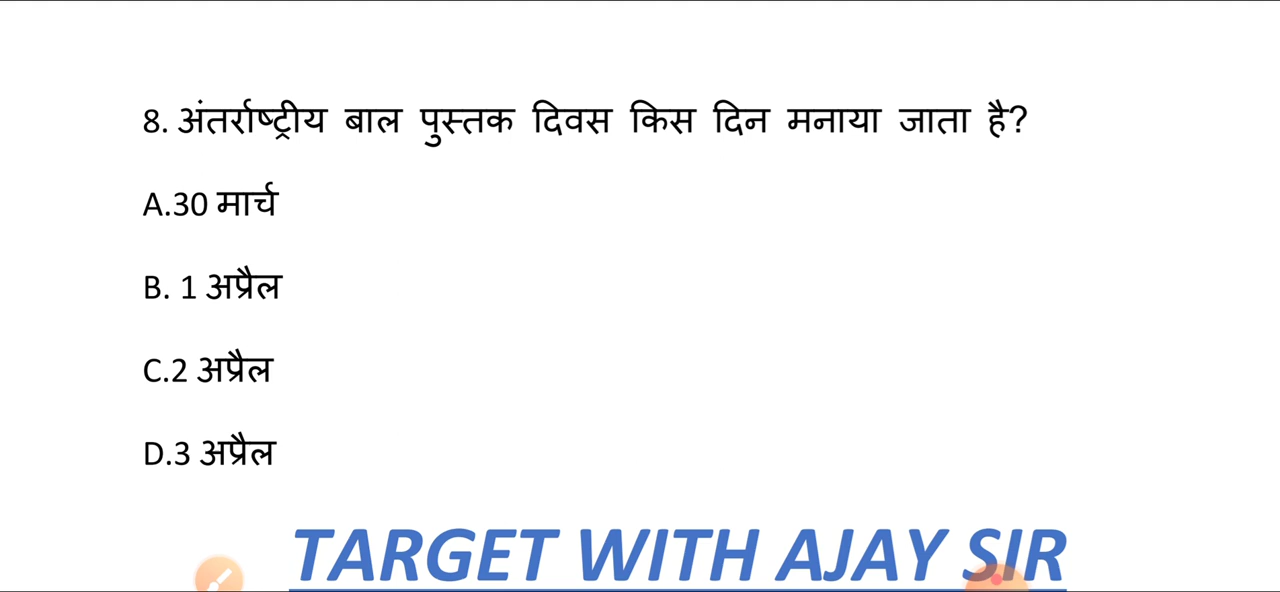 8. अंतर्राष्ट्रीय बाल पुस्तक दिवस किस दिन मनाया जाता है?
A.30 मार्च
B. 1 अप्रैल
C.2 अप्रैल
D.3 अप्रैल
TARGET WITH AJAY SIR